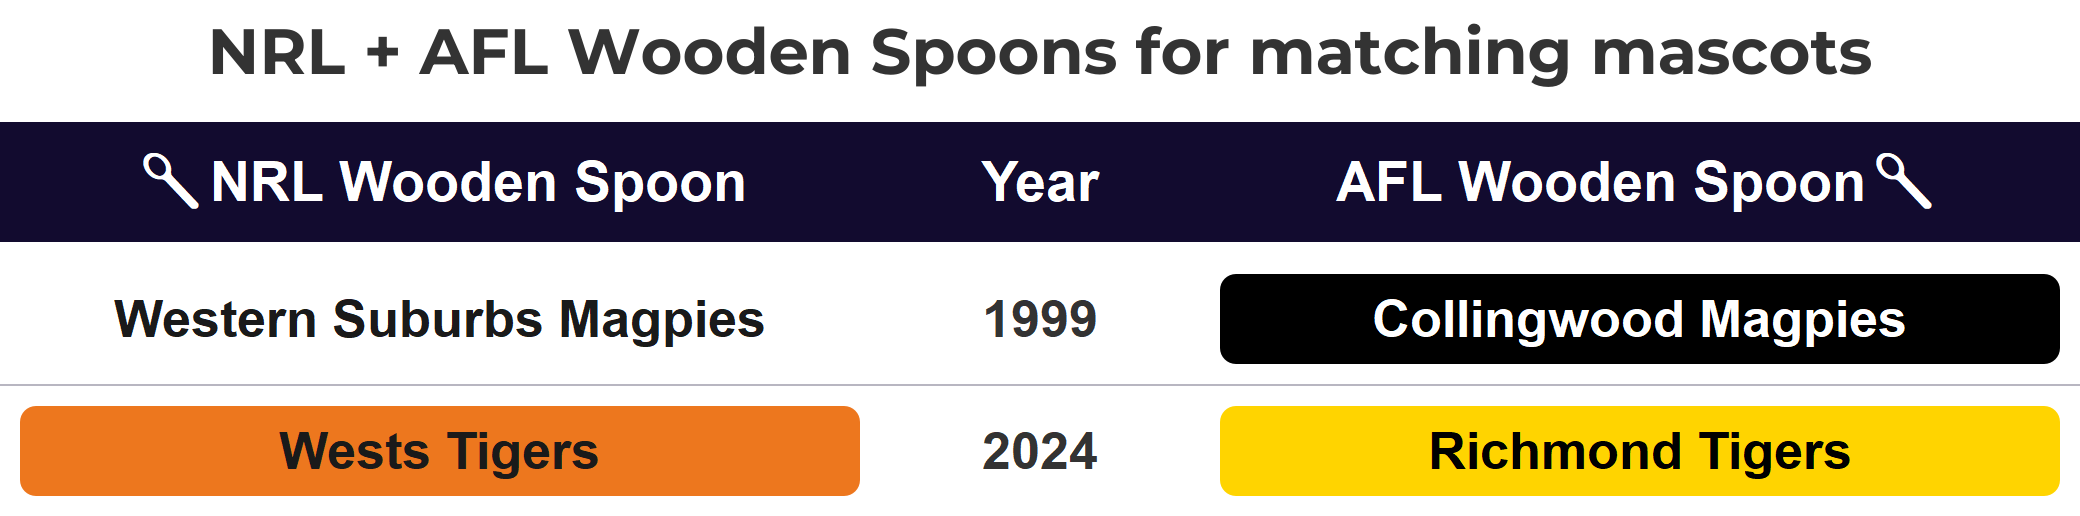 NRL + AFL Wooden Spoons for matching mascots
NRL Wooden Spoon Year AFL Wooden Spoon
Western Suburbs Magpies 1999 Collingwood Magpies
Wests Tigers 2024 Richmond Tigers